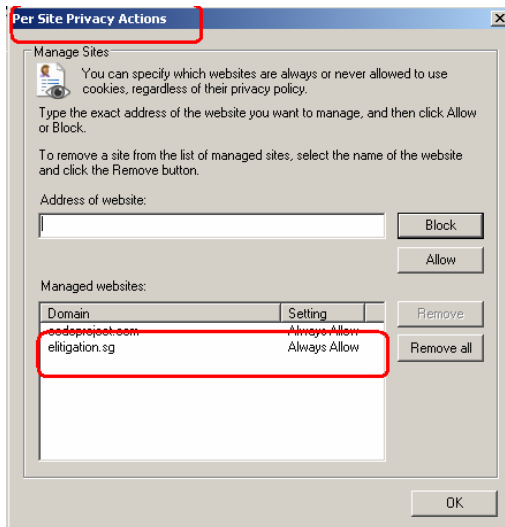 Per Site Privacy Actions
Manage Sites
You can specify which websites are always or never allowed to use
cookies, regardless of their privacy policy.
Type the exact address of the website you want to manage, and then click Allow
or Block.
To remove a site from the list of managed sites, select the name of the website
and click the Remove button.
Address of website:
Block
Allow
Managed websites:
Domain Setting Remove
codeproject.com Always Allow
elitigation.sg Always Allow Remove all
OK